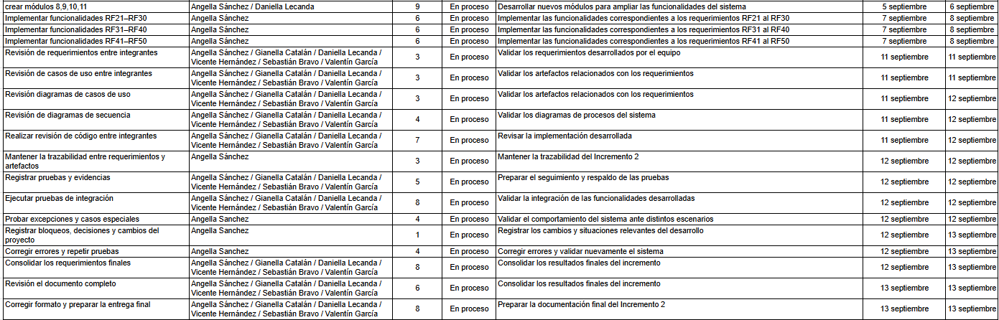 crear módulos 8,9,10,11 Angella Sánchez / Daniella Lecanda 9 En proceso Desarrollar nuevos módulos para ampliar las funcionalidades del sistema 5 septiembre 6 septiembre
Implementar funcionalidades RF21–RF30 Angella Sánchez 6 En proceso Implementar las funcionalidades correspondientes a los requerimientos RF21 al RF30 7 septiembre 8 septiembre
Implementar funcionalidades RF31–RF40 Angella Sánchez 6 En proceso Implementar las funcionalidades correspondientes a los requerimientos RF31 al RF40 7 septiembre 8 septiembre
Implementar funcionalidades RF41–RF50 Angella Sánchez 6 En proceso Implementar las funcionalidades correspondientes a los requerimientos RF41 al RF50 7 septiembre 8 septiembre
Revisión de requerimientos entre integrantes Angella Sánchez / Gianella Catalán / Daniella Lecanda /
Vicente Hernández / Sebastián Bravo / Valentín García 3 En proceso Validar los requerimientos desarrollados por el equipo 11 septiembre 11 septiembre
Revisión de casos de uso entre integrantes Angella Sánchez / Gianella Catalán / Daniella Lecanda /
Vicente Hernández / Sebastián Bravo / Valentín García 3 En proceso Validar los artefactos relacionados con los requerimientos 11 septiembre 11 septiembre
Revisión diagramas de casos de uso Angella Sánchez / Gianella Catalán / Daniella Lecanda /
Vicente Hernández / Sebastián Bravo / Valentín García 3 En proceso Validar los artefactos relacionados con los requerimientos 11 septiembre 12 septiembre
Revisión de diagramas de secuencia Angella Sánchez / Gianella Catalán / Daniella Lecanda /
Vicente Hernández / Sebastián Bravo / Valentín García 4 En proceso Validar los diagramas de procesos del sistema 11 septiembre 12 septiembre
Realizar revisión de código entre integrantes Angella Sánchez / Gianella Catalán / Daniella Lecanda /
Vicente Hernández / Sebastián Bravo / Valentín García 7 En proceso Revisar la implementación desarrollada 11 septiembre 12 septiembre
Mantener la trazabilidad entre requerimientos y
artefactos Angella Sánchez 3 En proceso Mantener la trazabilidad del Incremento 2 12 septiembre 12 septiembre
Registrar pruebas y evidencias Angella Sánchez / Gianella Catalán / Daniella Lecanda /
Vicente Hernández / Sebastián Bravo / Valentín García 5 En proceso Preparar el seguimiento y respaldo de las pruebas 12 septiembre 12 septiembre
Ejecutar pruebas de integración Angella Sánchez / Gianella Catalán / Daniella Lecanda /
Vicente Hernández / Sebastián Bravo / Valentín García 8 En proceso Validar la integración de las funcionalidades desarrolladas 12 septiembre 12 septiembre
Probar excepciones y casos especiales Angella Sanchez 4 En proceso Validar el comportamiento del sistema ante distintos escenarios 12 septiembre 12 septiembre
Registrar bloqueos, decisiones y cambios del
proyecto Angella Sanchez 1 En proceso Registrar los cambios y situaciones relevantes del desarrollo 12 septiembre 13 septiembre
Corregir errores y repetir pruebas Angella Sanchez 4 En proceso Corregir errores y validar nuevamente el sistema 12 septiembre 13 septiembre
Consolidar los requerimientos finales Angella Sánchez / Gianella Catalán / Daniella Lecanda /
Vicente Hernández / Sebastián Bravo / Valentín García 8 En proceso Consolidar los resultados finales del incremento 12 septiembre 13 septiembre
Revisión el documento completo Angella Sánchez / Gianella Catalán / Daniella Lecanda /
Vicente Hernández / Sebastián Bravo / Valentín García 6 En proceso Consolidar los resultados finales del incremento 13 septiembre 13 septiembre
Corregir formato y preparar la entrega final Angella Sánchez / Gianella Catalán / Daniella Lecanda /
Vicente Hernández / Sebastián Bravo / Valentín García 8 En proceso Preparar la documentación final del Incremento 2 13 septiembre 13 septiembre